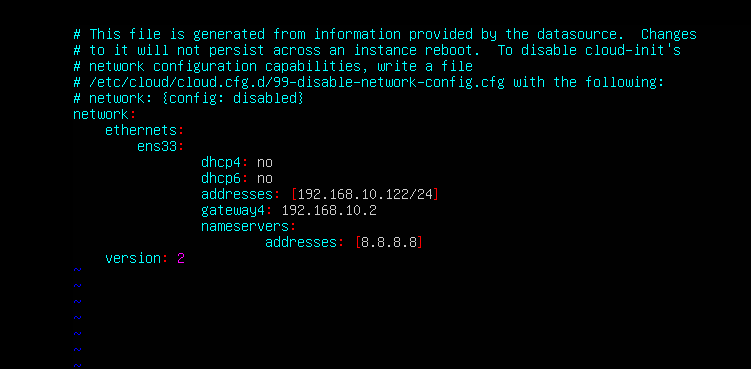 # This file is generated from information provided by the datasource.  Changes
# to it will not persist across an instance reboot.  To disable cloud-init's
# network configuration capabilities, write a file
# /etc/cloud/cloud.cfg.d/99-disable-network-config.cfg with the following:
# network: {config: disabled}
network:
    ethernets:
        ens33:
                dhcp4: no
                dhcp6: no
                addresses: [192.168.10.122/24]
                gateway4: 192.168.10.2
                nameservers:
                        addresses: [8.8.8.8]
    version: 2
~
~
~
~
~
~
~